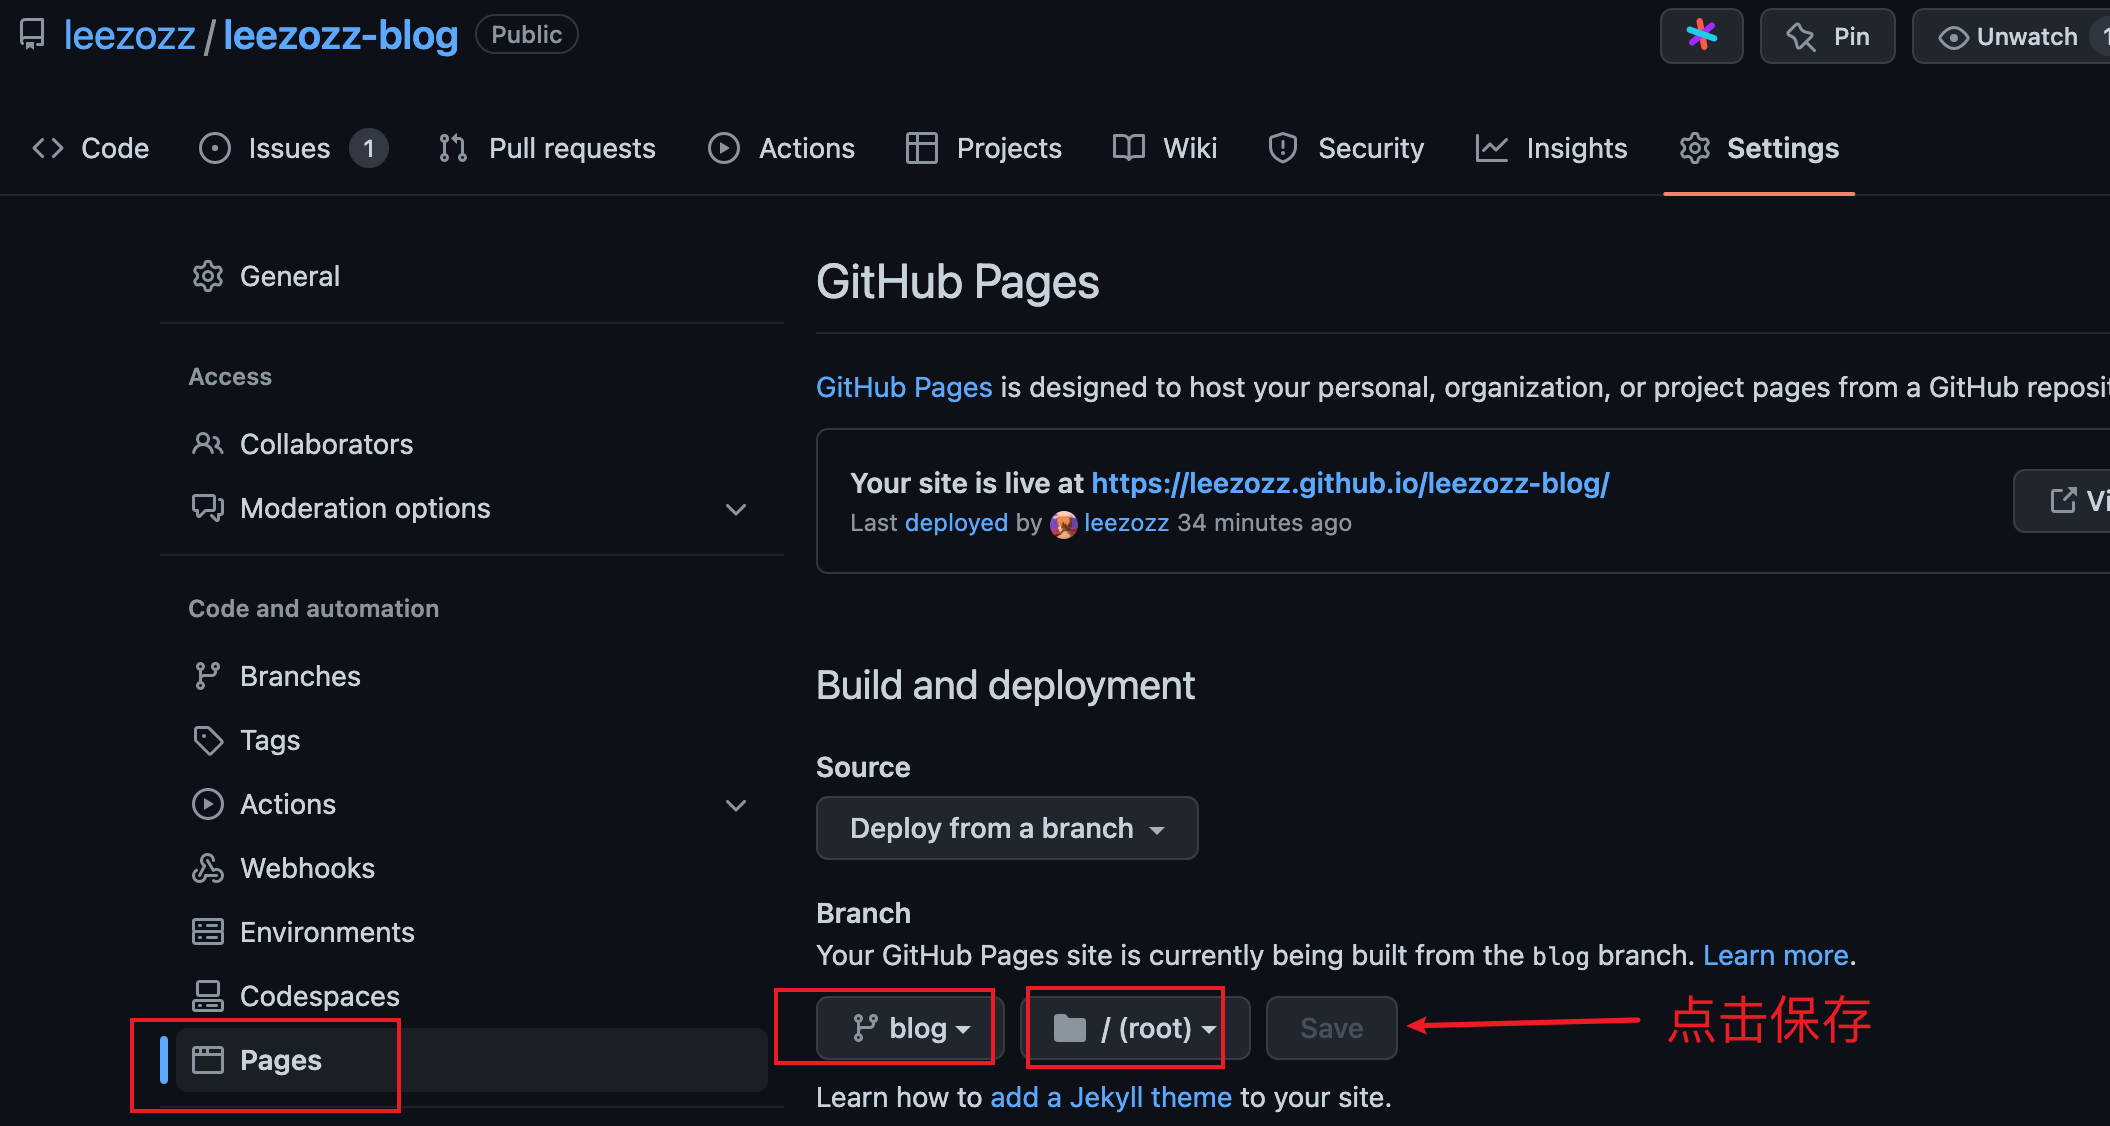 leezozz / leezozz-blog Public
Pin
Unwatch
Code
Issues 1
Pull requests
Actions
Projects
Wiki
Security
Insights
Settings
General
Access
Collaborators
Moderation options
Code and automation
Branches
Tags
Actions
Webhooks
Environments
Codespaces
Pages
GitHub Pages
GitHub Pages is designed to host your personal, organization, or project pages from a GitHub reposit
Your site is live at https://leezozz.github.io/leezozz-blog/
Last deployed by leezozz 34 minutes ago
Vi
Build and deployment
Source
Deploy from a branch
Branch
Your GitHub Pages site is currently being built from the blog branch. Learn more.
blog
/ (root)
Save
点击保存
Learn how to add a Jekyll theme to your site.